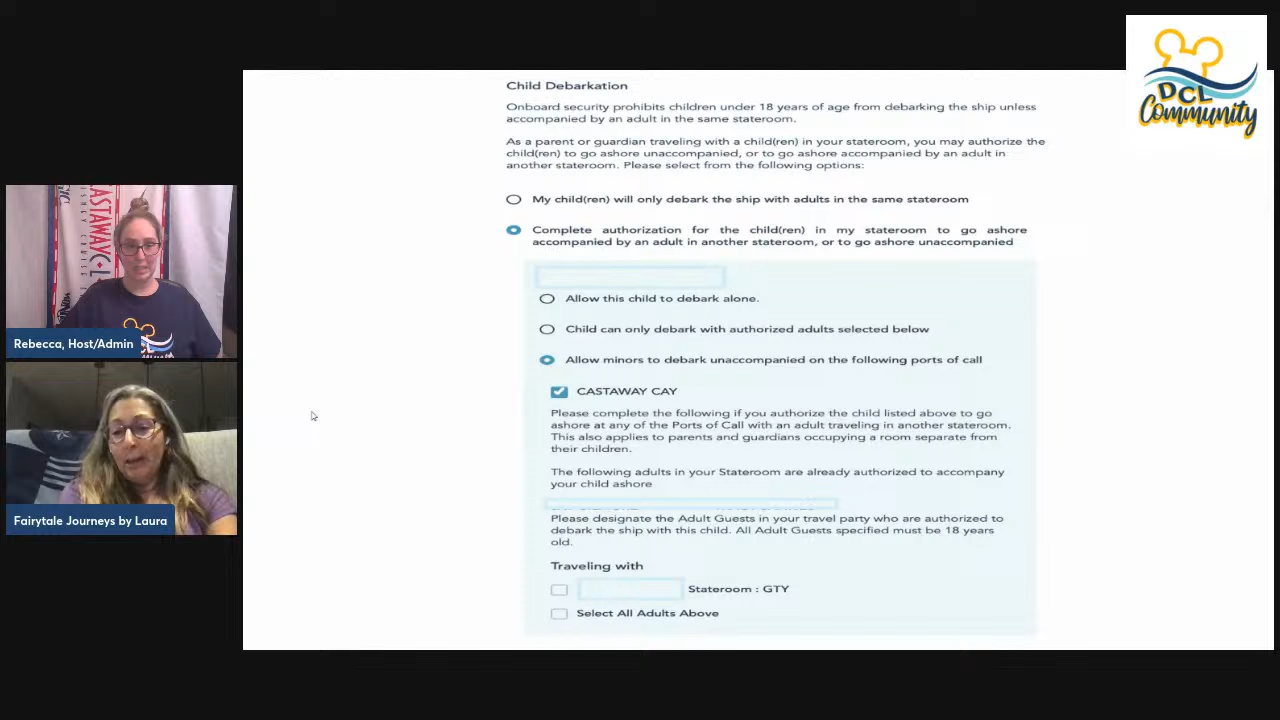 DCL
Community
Child Debarkation
Onboard security prohibits children under 18 years of age from debarking the ship unless
accompanied by an adult in the same stateroom.
As a parent or guardian traveling with a child(ren) in your stateroom, you may authorize the
child(ren) to go ashore unaccompanied, or to go ashore accompanied by an adult in
another stateroom. Please select from the following options:
My child(ren) will only debark the ship with adults in the same stateroom
Complete authorization for the child(ren) in my stateroom to go ashore
accompanied by an adult in another stateroom, or to go ashore unaccompanied
Allow this child to debark alone.
Child can only debark with authorized adults selected below
Allow minors to debark unaccompanied on the following ports of call
CASTAWAY CAY
Please complete the following if you authorize the child listed above to go
ashore at any of the Ports of Call with an adult traveling in another stateroom.
This also applies to parents and guardians occupying a room separate from
their children.
The following adults in your Stateroom are already authorized to accompany
your child ashore
Please designate the Adult Guests in your travel party who are authorized to
debark the ship with this child. All Adult Guests specified must be 18 years
old.
Traveling with
Stateroom : GTY
Select All Adults Above
Rebecca, Host/Admin
Fairytale Journeys by Laura